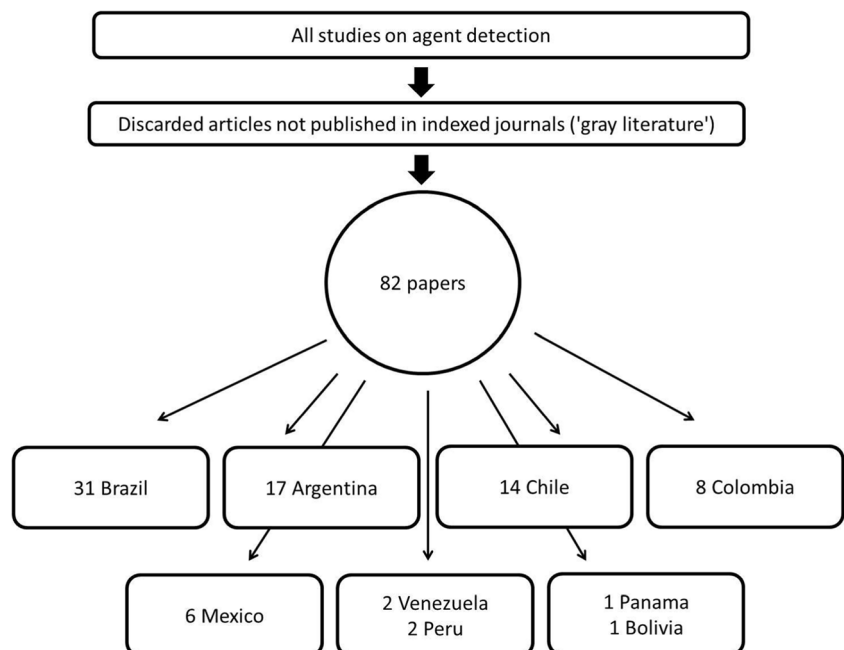 All studies on agent detection
Discarded articles not published in indexed journals ('gray literature')
82 papers
31 Brazil
17 Argentina
14 Chile
8 Colombia
6 Mexico
2 Venezuela
2 Peru
1 Panama
1 Bolivia